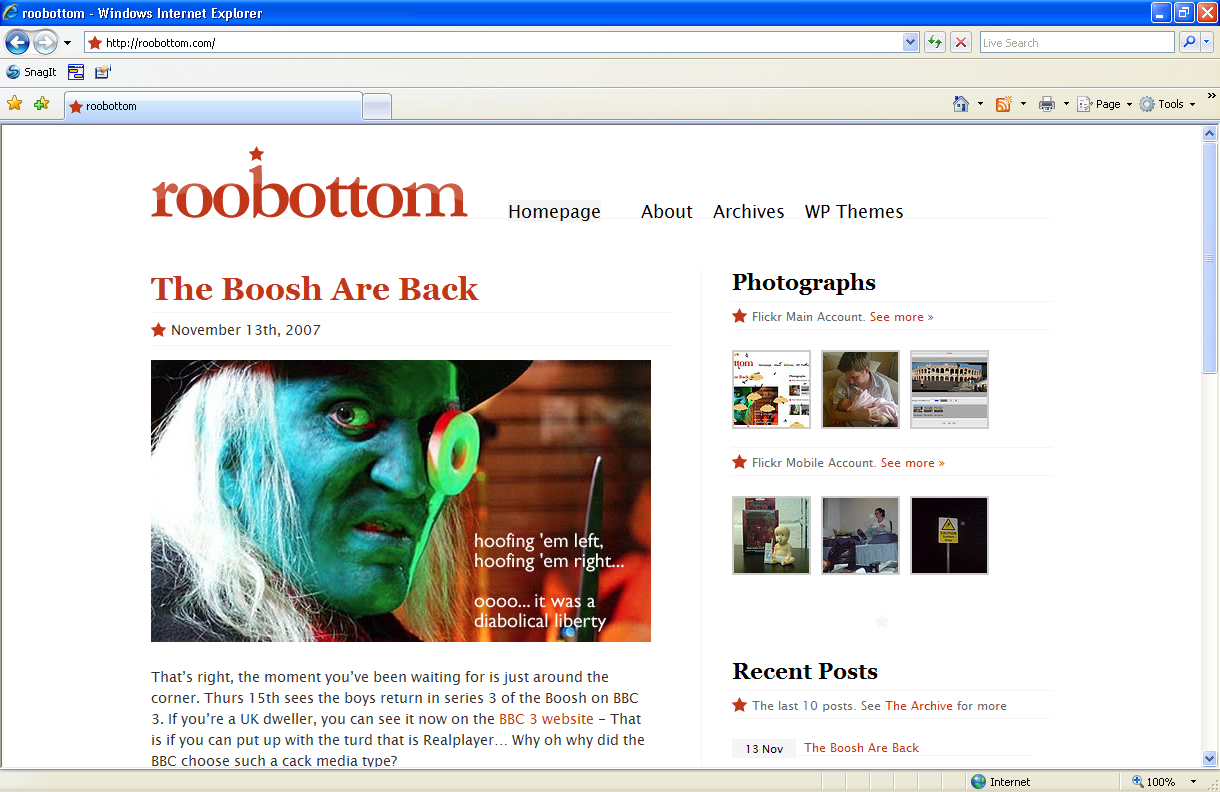 roobottom - Windows Internet Explorer
http://roobottom.com/
Live Search
SnagIt
roobottom
Page
Tools
»
roobottom
Homepage About Archives WP Themes
The Boosh Are Back
November 13th, 2007
hoofing 'em left,
hoofing 'em right...
oooo... it was a
diabolical liberty
That's right, the moment you've been waiting for is just around the
corner. Thurs 15th sees the boys return in series 3 of the Boosh on BBC
3. If you're a UK dweller, you can see it now on the BBC 3 website – That
is if you can put up with the turd that is Realplayer… Why oh why did the
BBC choose such a cack media type?
Photographs
Flickr Main Account. See more »
Flickr Mobile Account. See more »
CAUTION
Recent Posts
The last 10 posts. See The Archive for more
13 Nov The Boosh Are Back
Internet
100%